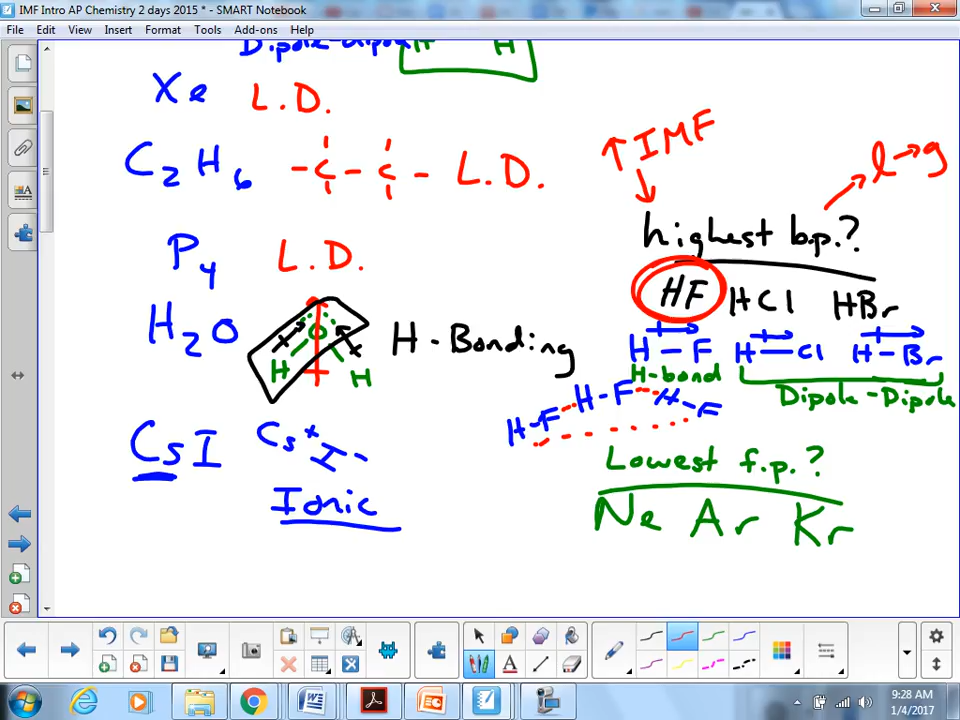 IMF Intro AP Chemistry 2 days 2015 * - SMART Notebook
File Edit View Insert Format Tools Add-ons Help
Dipole-dipole H H
Xe L.D.
C2H6 - C - C - L.D.
↑ IMF
l → g
highest b.p.?
P4 L.D.
HF HCl HBr
H2O O H H H-Bonding
H - F H - Cl H - Br
H-bond Dipole-Dipole
H-F H-F H-F
CsI Cs+ I-
Ionic
Lowest f.p.?
Ne Ar Kr
A
9:28 AM
1/4/2017